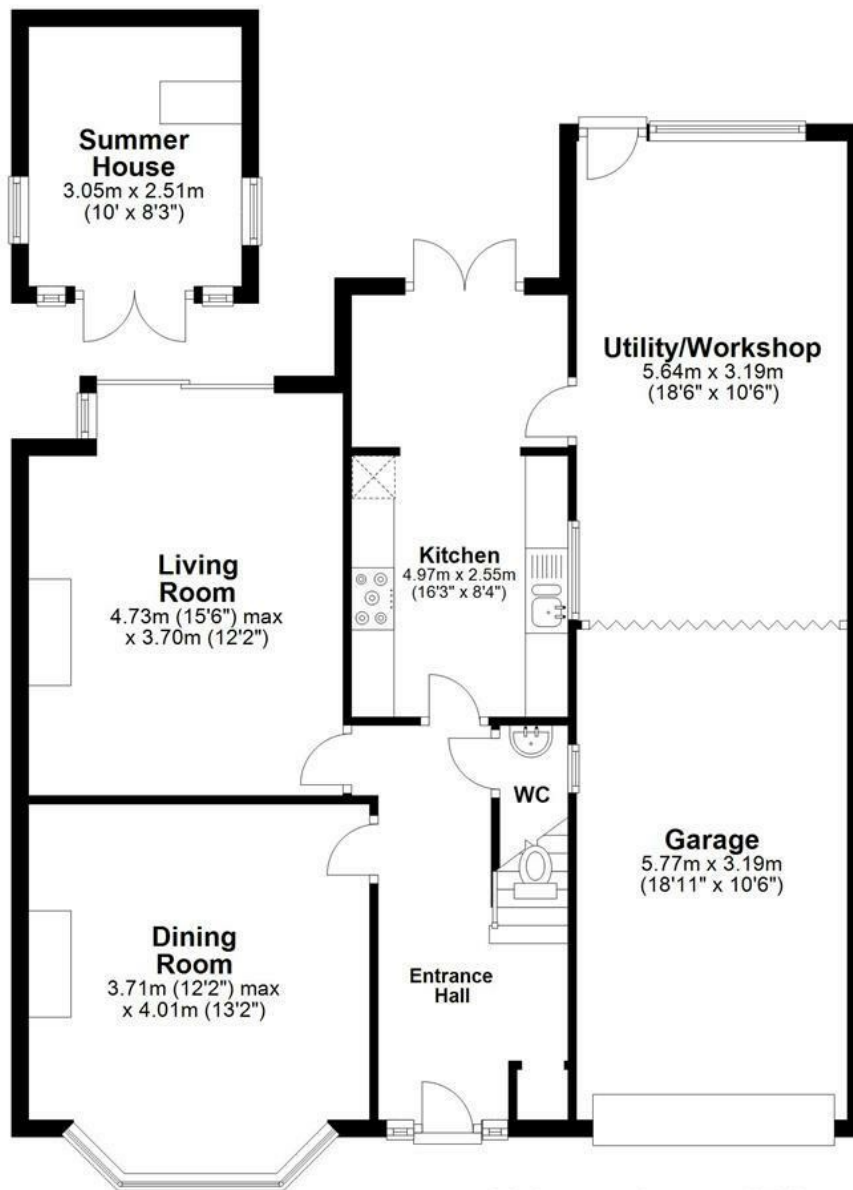 Summer
House
3.05m x 2.51m
(10' x 8'3")
Utility/Workshop
5.64m x 3.19m
(18'6" x 10'6")
Kitchen
4.97m x 2.55m
(16'3" x 8'4")
Living
Room
4.73m (15'6") max
x 3.70m (12'2")
WC
Garage
5.77m x 3.19m
(18'11" x 10'6")
Dining
Room
3.71m (12'2") max
x 4.01m (13'2")
Entrance
Hall